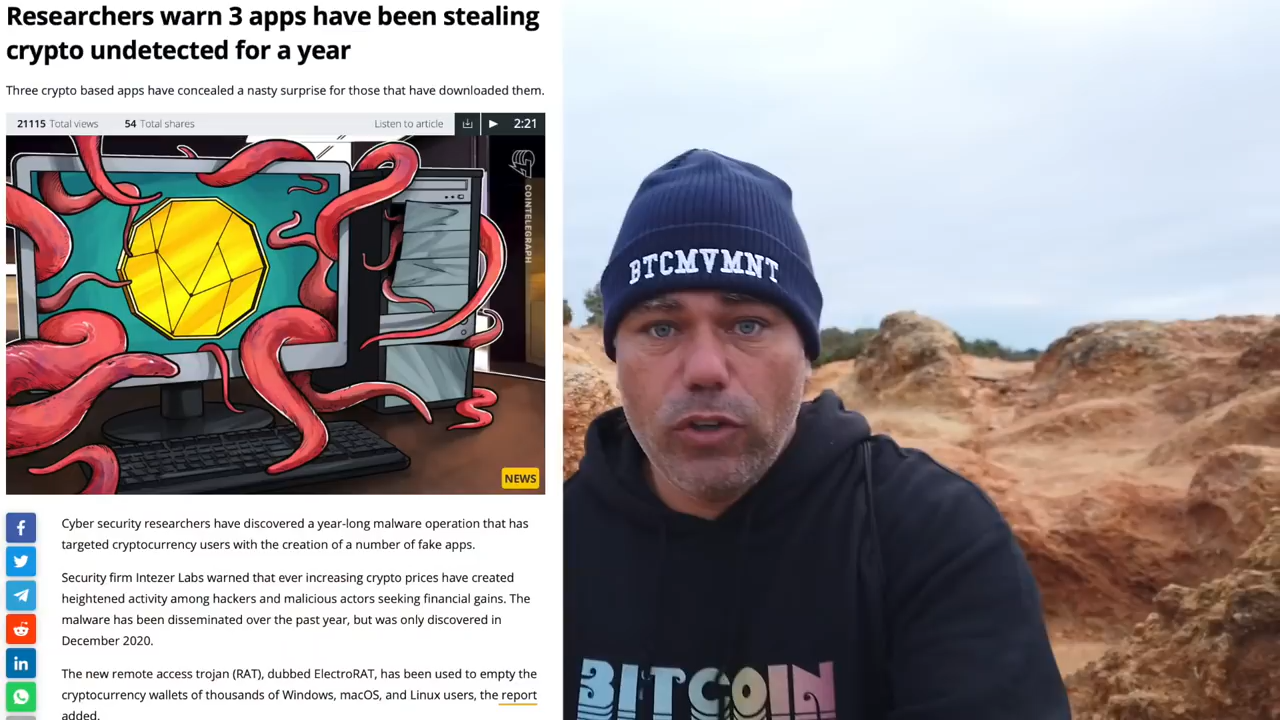 Researchers warn 3 apps have been stealing
crypto undetected for a year
Three crypto based apps have concealed a nasty surprise for those that have downloaded them.
21115 Total views 54 Total shares Listen to article 2:21
COINTELEGRAPH
NEWS
Cyber security researchers have discovered a year-long malware operation that has
targeted cryptocurrency users with the creation of a number of fake apps.
Security firm Intezer Labs warned that ever increasing crypto prices have created
heightened activity among hackers and malicious actors seeking financial gains. The
malware has been disseminated over the past year, but was only discovered in
December 2020.
The new remote access trojan (RAT), dubbed ElectroRAT, has been used to empty the
cryptocurrency wallets of thousands of Windows, macOS, and Linux users, the report
added.
BTCMVMNT
BITCOIN